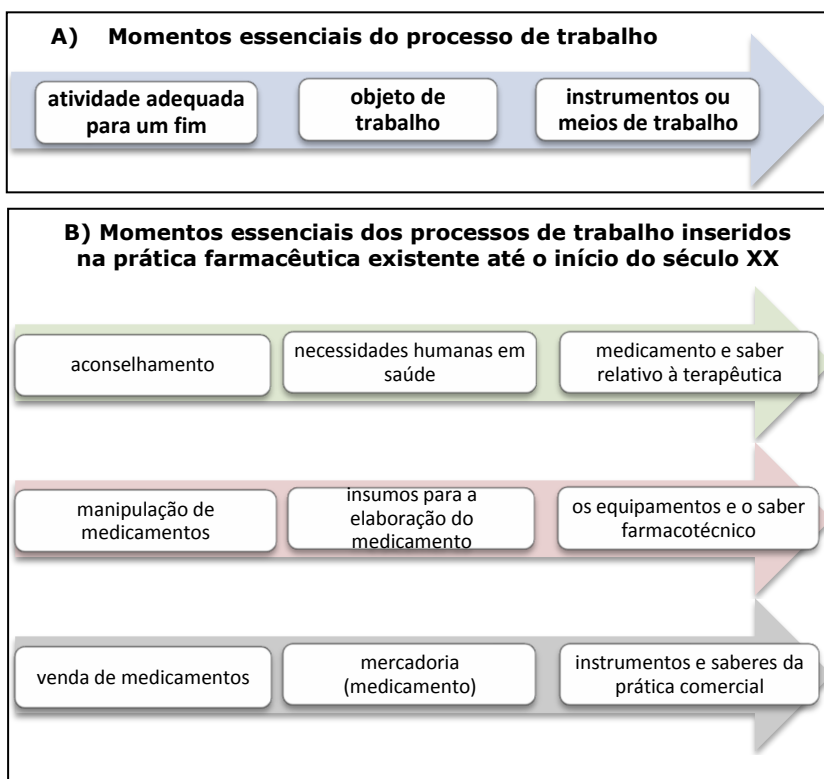 A) Momentos essenciais do processo de trabalho
atividade adequada
para um fim
objeto de
trabalho
instrumentos ou
meios de trabalho
B) Momentos essenciais dos processos de trabalho inseridos
na prática farmacêutica existente até o início do século XX
aconselhamento
necessidades humanas em
saúde
medicamento e saber
relativo à terapêutica
manipulação de
medicamentos
insumos para a
elaboração do
medicamento
os equipamentos e o saber
farmacotécnico
venda de medicamentos
mercadoria
(medicamento)
instrumentos e saberes da
prática comercial